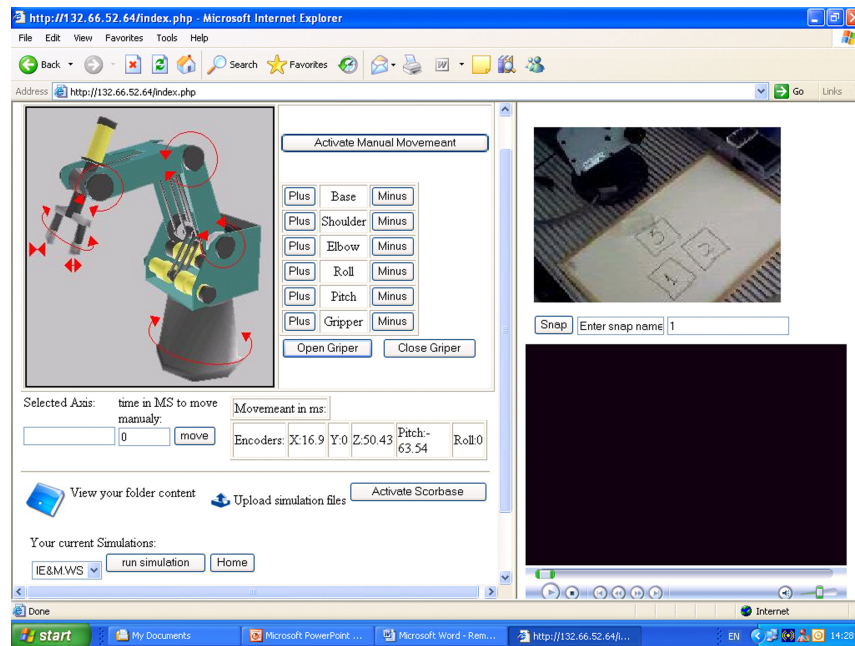 http://132.66.52.64/index.php - Microsoft Internet Explorer
File Edit View Favorites Tools Help
Back Search Favorites
Address http://132.66.52.64/index.php Go Links
Activate Manual Movemeant
Plus Base Minus
Plus Shoulder Minus
Plus Elbow Minus
Plus Roll Minus
Plus Pitch Minus
Plus Gripper Minus
Open Griper Close Griper
Selected Axis: time in MS to move
manualy:
0 move
Movemeant in ms:
Encoders: X:16.9 Y:0 Z:50.43 Pitch:-
63.54 Roll:0
View your folder content Upload simulation files Activate Scorbase
Your current Simulations:
IE&M.WS run simulation Home
3
2
1
Snap Enter snap name 1
Done Internet
start My Documents Microsoft PowerPoint ... Microsoft Word - Rem... http://132.66.52.64/i... EN 14:28